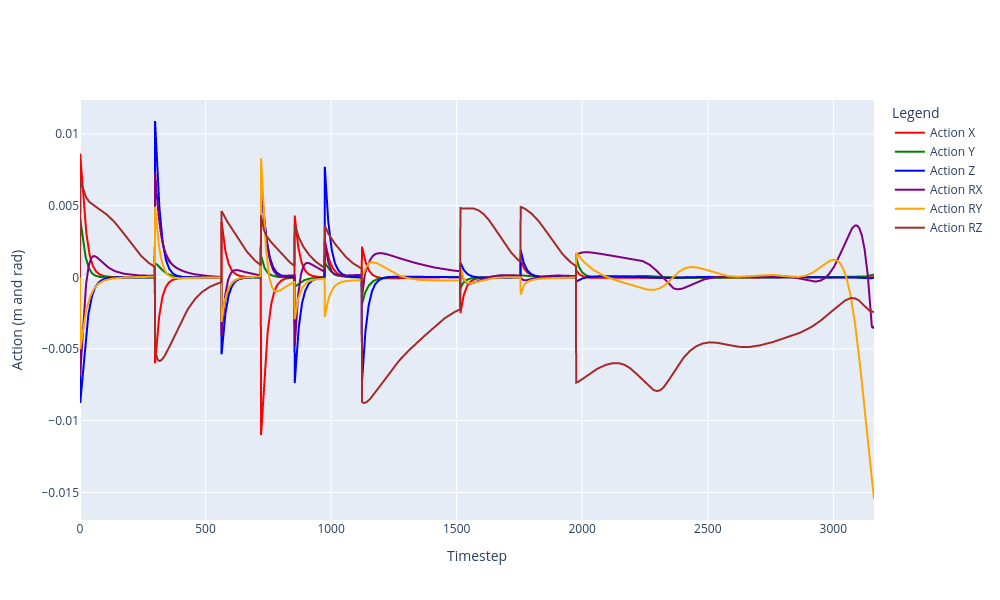 Legend
Action X
Action Y
Action Z
Action RX
Action RY
Action RZ
Action (m and rad)
0.01
0.005
0
−0.005
−0.01
−0.015
0
500
1000
1500
2000
2500
3000
Timestep